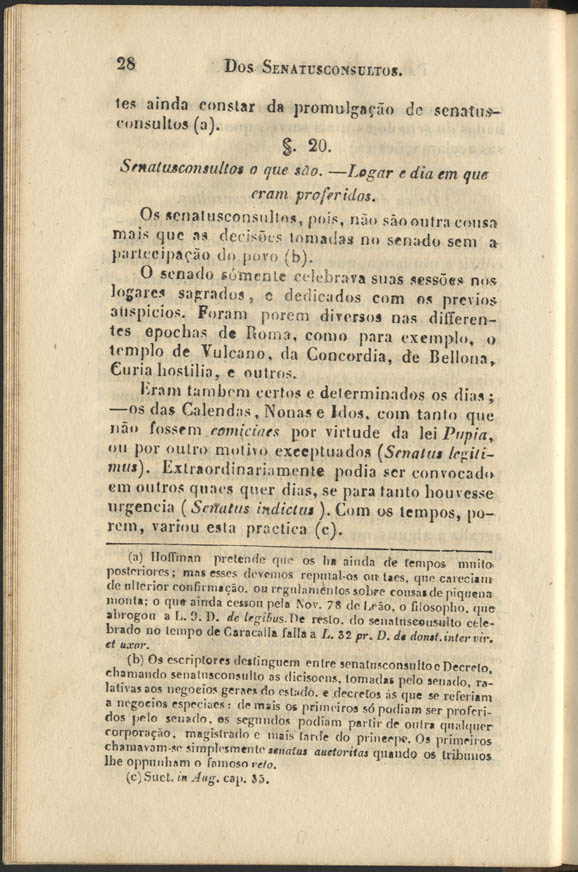 28 DOS SENATUSCONSULTOS.
tes ainda constar da promulgação de senatus-
consultos (a).
§. 20.
Senatusconsultos o que são. —Logar e dia em que
eram proferidos.
Os senatusconsultos, pois, não são outra cousa
mais que as decisões tomadas no senado sem a
partecipação do povo (b).
O senado sómente celebrava suas sessões nos
logares sagrados, e dedicados com os previos
auspicios. Foram porem diversos nas differen-
tes epochas de Roma, como para exemplo, o
templo de Vulcano, da Concordia, de Bellona,
Curia hostilia, e outros.
Eram tambem certos e determinados os dias;
—os das Calendas, Nonas e Idos, com tanto que
não fossem comiciaes por virtude da lei Pupia,
ou por outro motivo exceptuados (Senatus legiti-
mus). Extraordinariamente podia ser convocado
em outros quaes quer dias, se para tanto houvesse
urgencia ( Senatus indictus ). Com os tempos, po-
rem, variou esta practica (c).
(a) Hoffman pretende que os ha ainda de tempos muito
posteriores; mas esses devemos reputal-os ou taes, que careciam
de ulterior confirmação, ou regulamentos sobre cousas de piquena
monta; o que ainda cessou pela Nov. 78 de Leão, o filosopho, que
abrogou a L. 9. D. de legibus. De resto, do senatusconsulto cele-
brado no tempo de Caracalla falla a L. 32 pr. D. de donat. inter vir.
et uxor.
(b) Os escriptores destinguem entre senatusconsulto e Decreto,
chamando senatusconsulto as dicisoens, tomadas pelo senado, ra-
lativas aos negocios geraes do estado, e decretos ás que se referiam
a negocios especiaes: de mais os primeiros só podiam ser proferi-
dos pelo senado, os segundos podiam partir de outra qualquer
corporação, magistrado e mais tarde do princepe. Os primeiros
chamavam-se simplesmente senatus auctoritas quando os tribunos
lhe oppunham o famoso veto.
(c) Suet. in Aug. cap. 35.